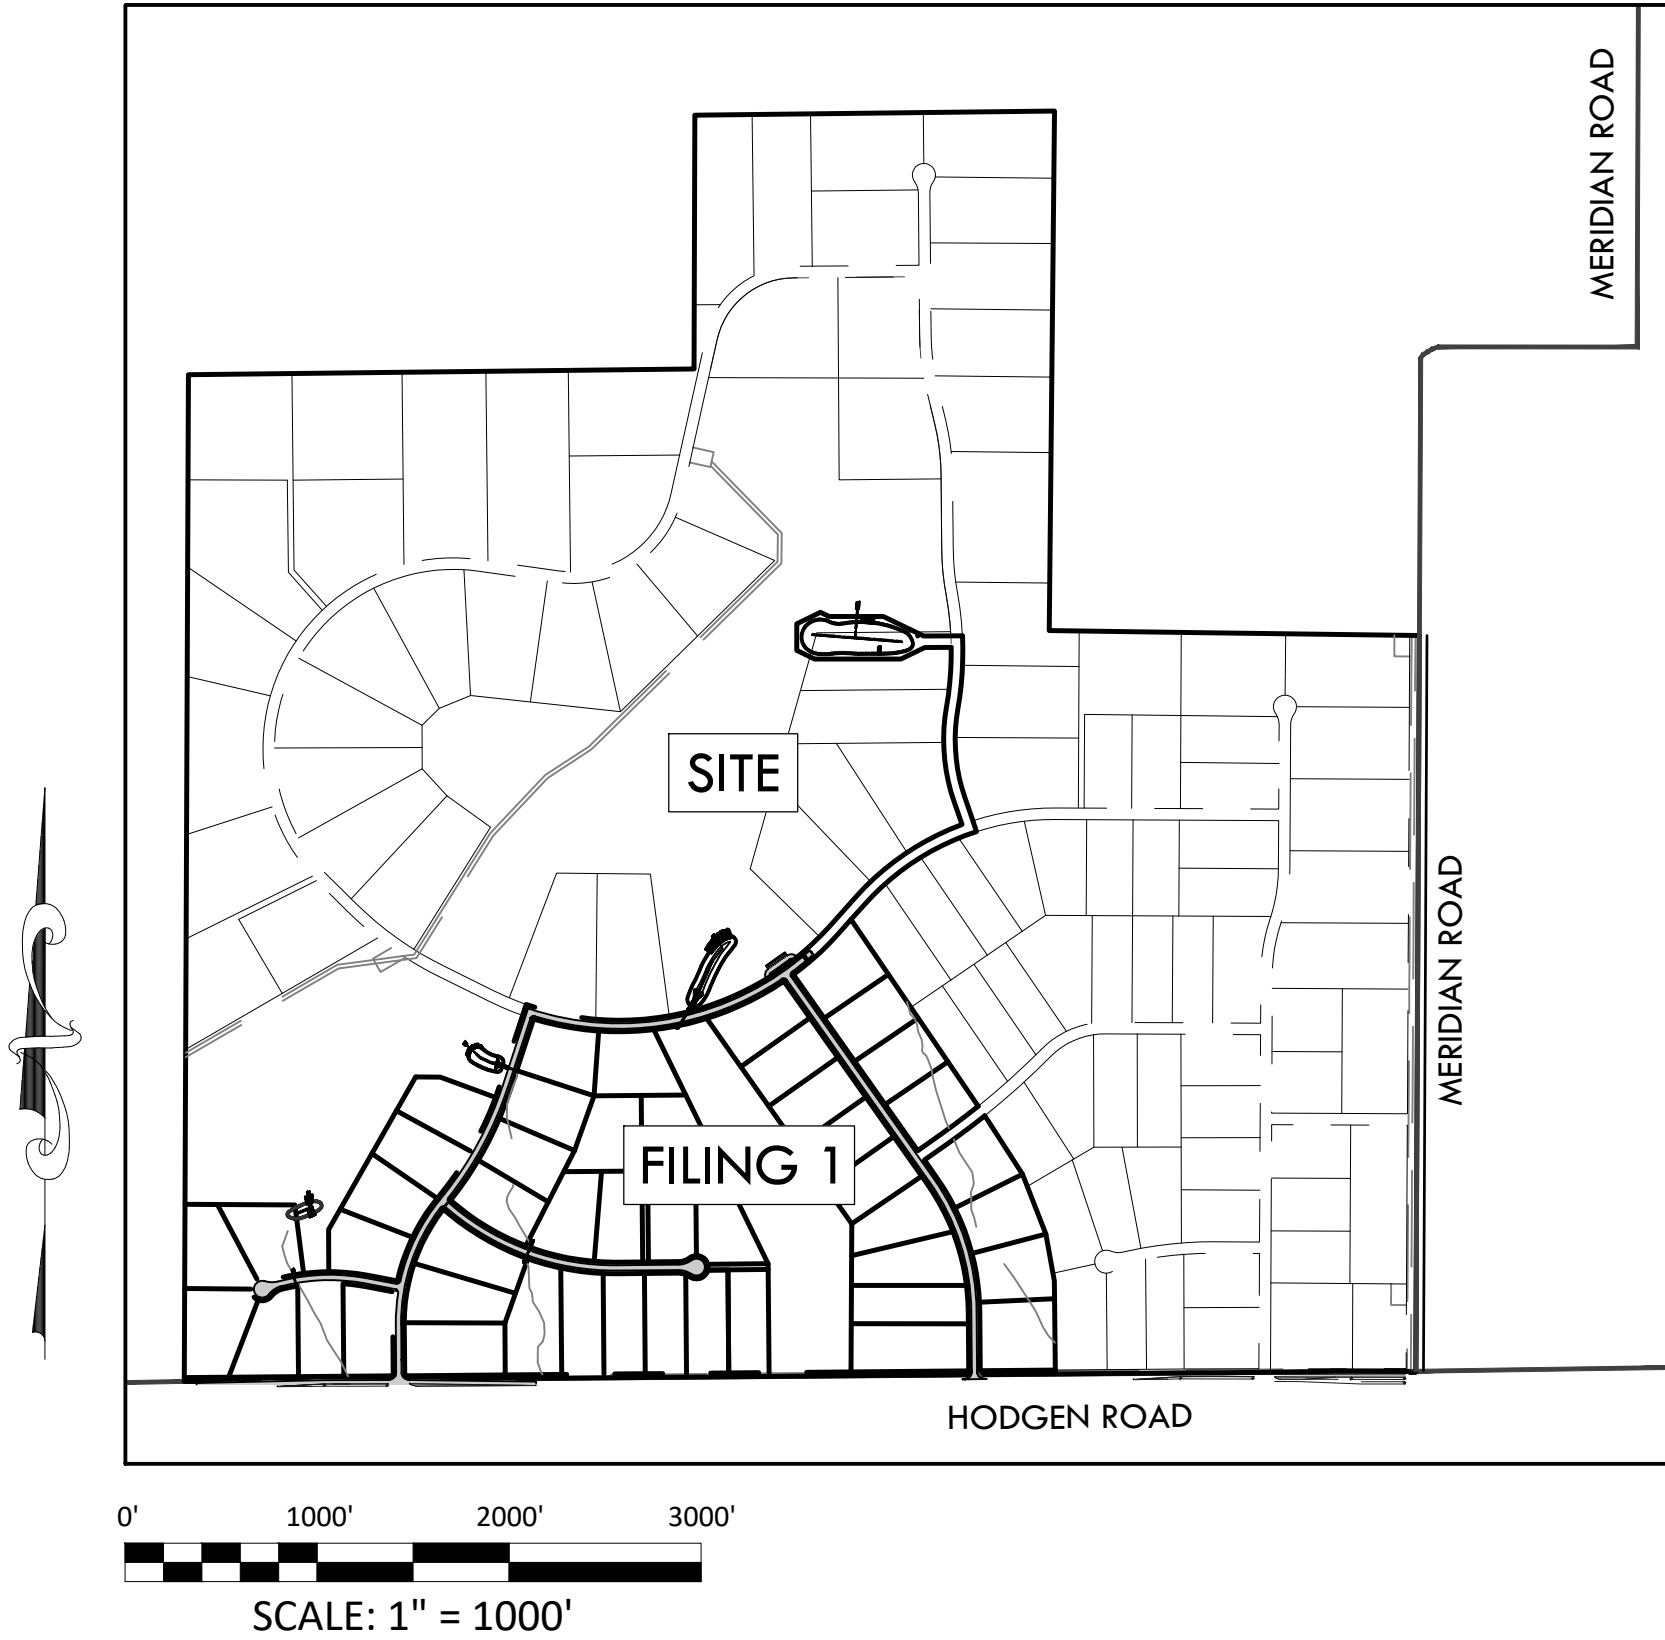 MERIDIAN ROAD
SITE
MERIDIAN ROAD
FILING 1
HODGEN ROAD
0' 1000' 2000' 3000'
SCALE: 1" = 1000'